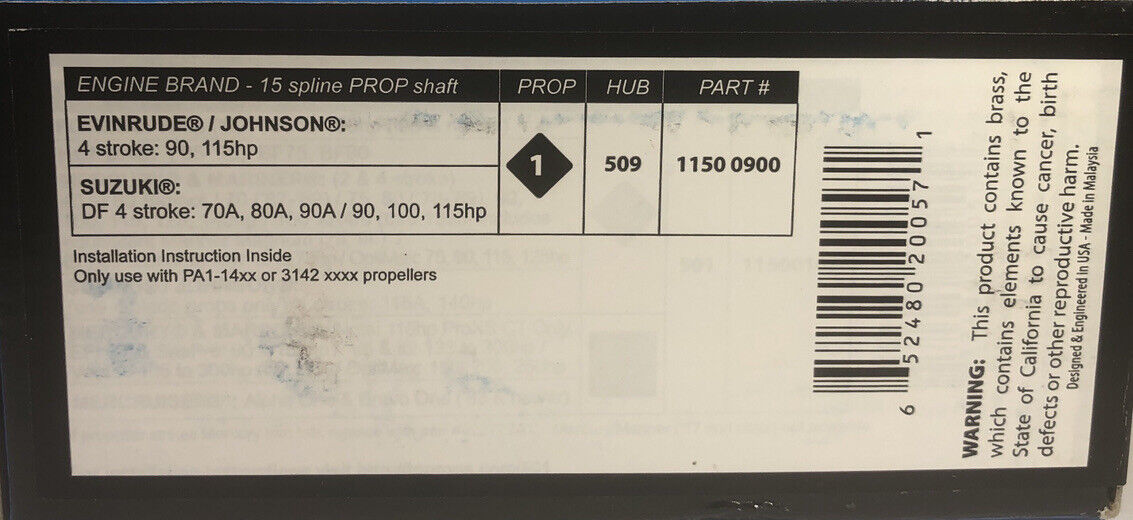 ENGINE BRAND - 15 spline PROP shaft PROP HUB PART #
EVINRUDE® / JOHNSON®:
4 stroke: 90, 115hp
SUZUKI®:
DF 4 stroke: 70A, 80A, 90A / 90, 100, 115hp
1 509 1150 0900
Installation Instruction Inside
Only use with PA1-14xx or 3142 xxxx propellers
6 52480 20057 1
WARNING: This product contains brass,
which contains elements known to the
State of California to cause cancer, birth
defects or other reproductive harm.
Designed & Engineered in USA - Made in Malaysia